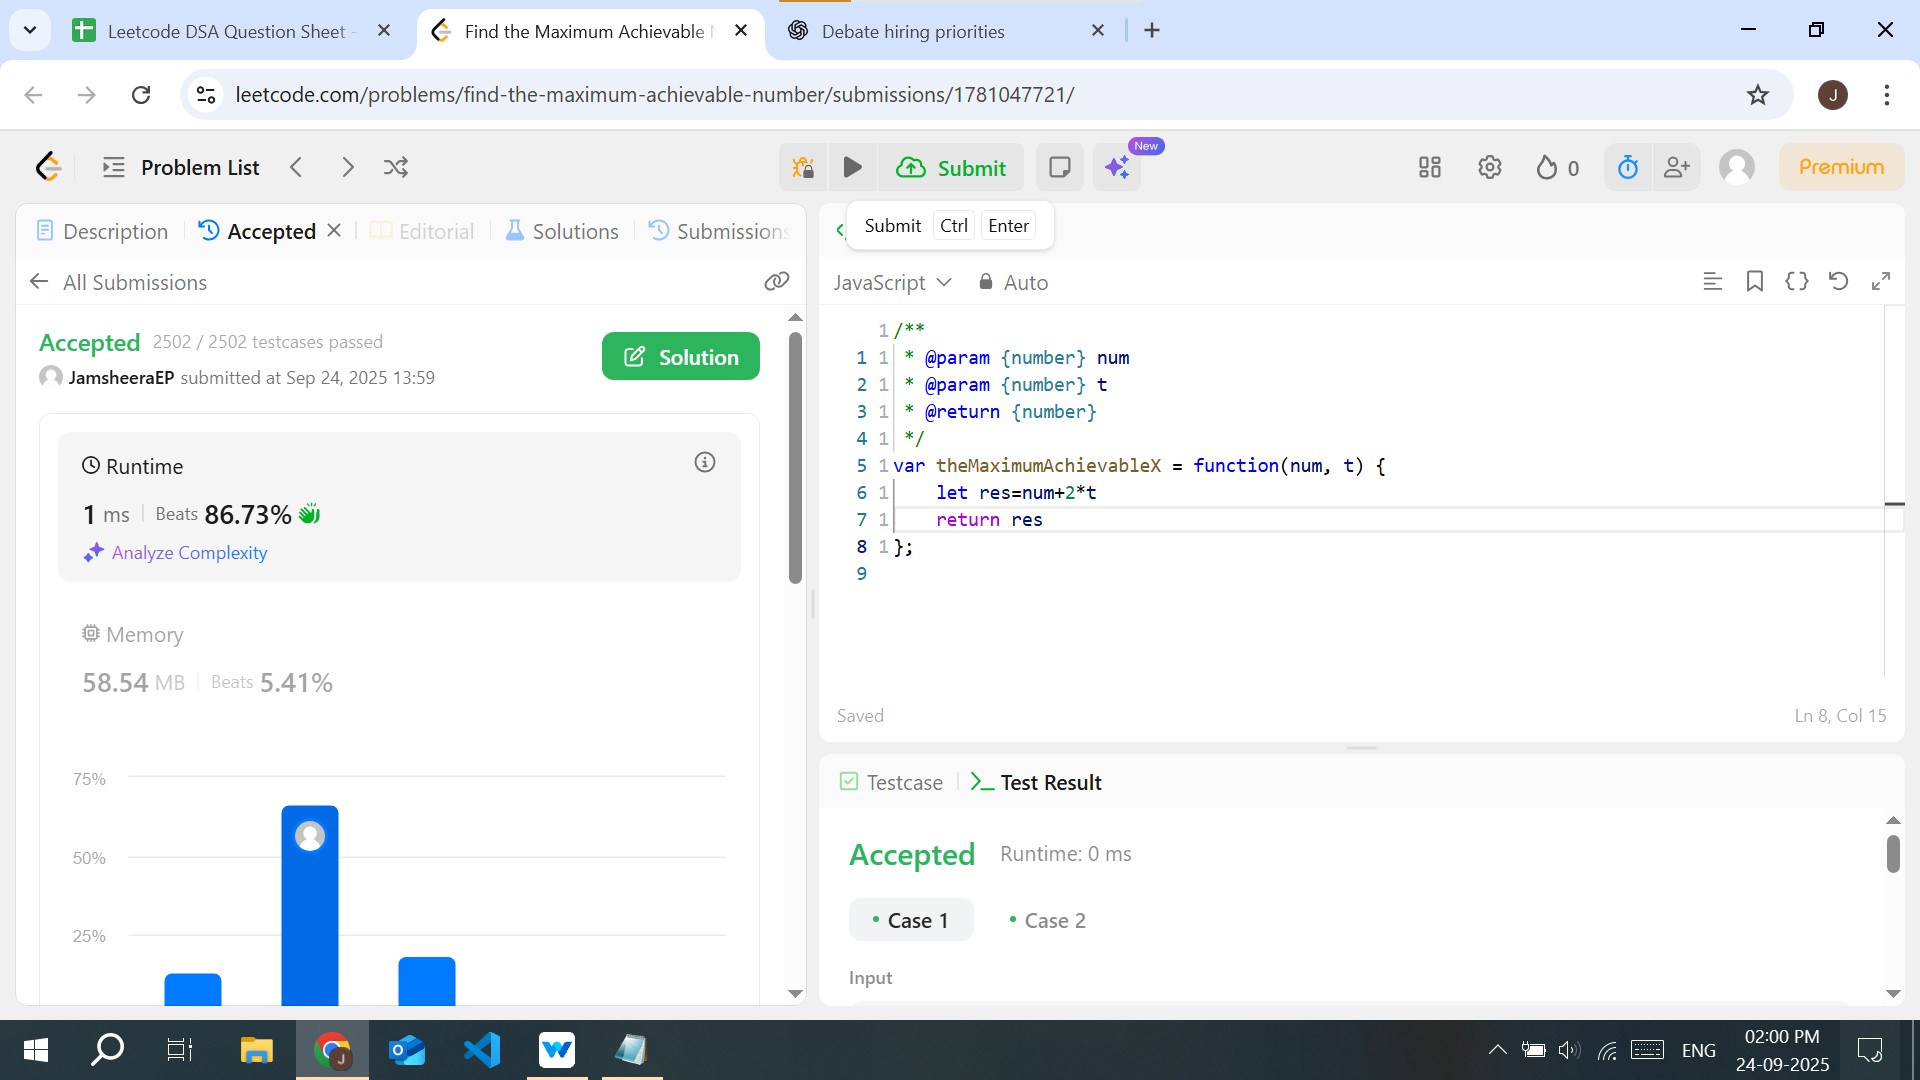 Leetcode DSA Question Sheet -
Find the Maximum Achievable N
Debate hiring priorities
leetcode.com/problems/find-the-maximum-achievable-number/submissions/1781047721/
J
Problem List
Submit
New
0
Premium
Description
Accepted
Editorial
Solutions
Submissions
Submit Ctrl Enter
All Submissions
JavaScript
Auto
Accepted 2502 / 2502 testcases passed
JamsheeraEP submitted at Sep 24, 2025 13:59
Solution
Runtime
1 ms Beats 86.73%
Analyze Complexity
Memory
58.54 MB Beats 5.41%
75%
50%
25%
1 /**
1 1 * @param {number} num
2 1 * @param {number} t
3 1 * @return {number}
4 1 */
5 1 var theMaximumAchievableX = function(num, t) {
6 1 let res=num+2*t
7 1 return res
8 1 };
9
Saved
Ln 8, Col 15
Testcase
Test Result
Accepted Runtime: 0 ms
Case 1
Case 2
Input
J
ENG
02:00 PM
24-09-2025